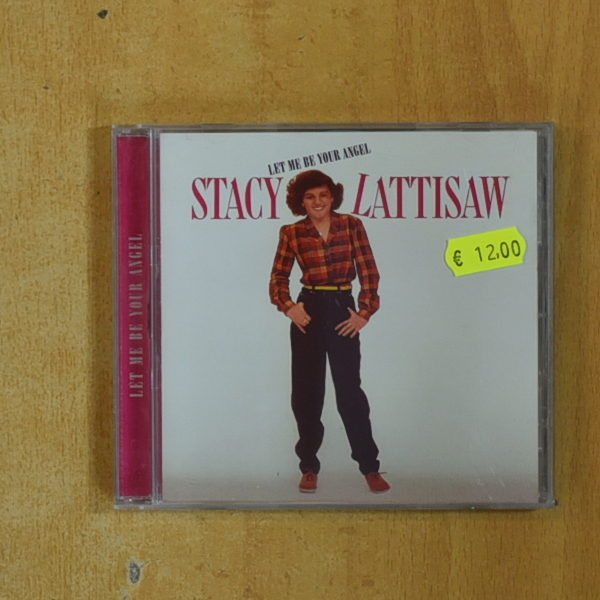 LET ME BE YOUR ANGEL
STACY LATTISAW
€ 12,00
LET ME BE YOUR ANGEL